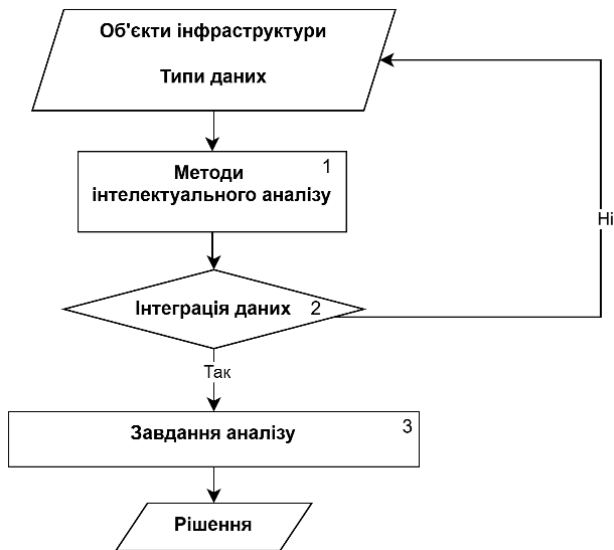 Об'єкти інфраструктури
Типи даних
Методи 1
інтелектуального аналізу
Ні
Інтеграція даних 2
Так
Завдання аналізу 3
Рішення